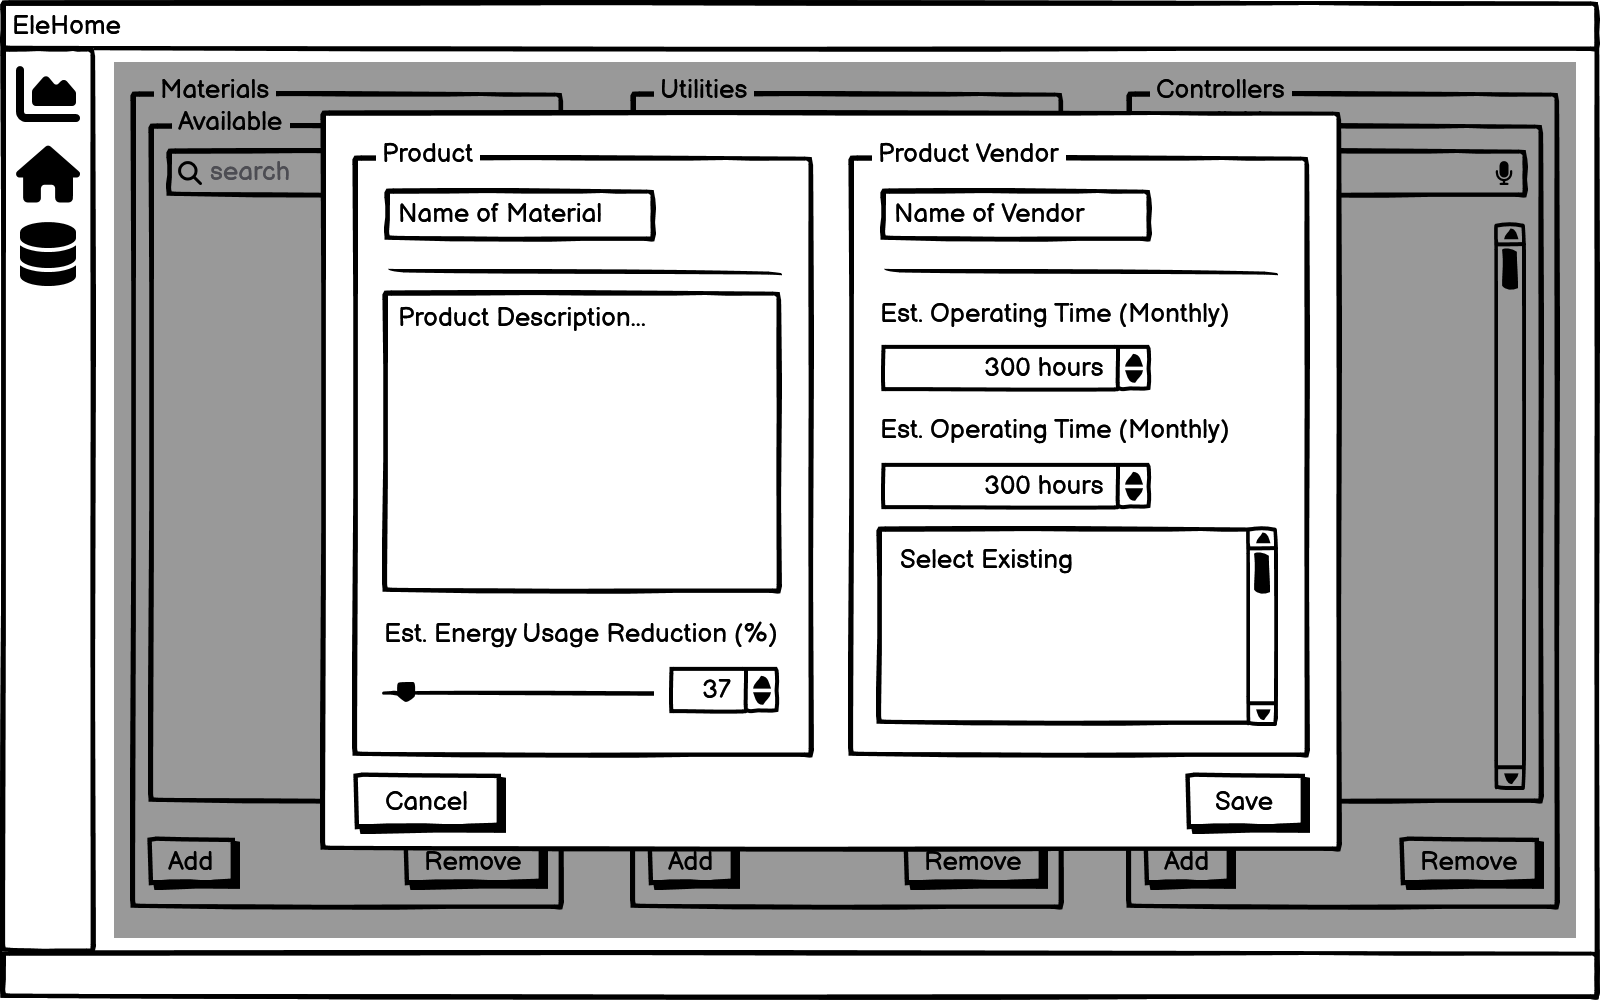 EleHome
Materials
Utilities
Controllers
Available
search
Product
Name of Material
Product Description...
Est. Energy Usage Reduction (%)
37
Product Vendor
Name of Vendor
Est. Operating Time (Monthly)
300 hours
Est. Operating Time (Monthly)
300 hours
Select Existing
Cancel
Save
Add
Remove
Add
Remove
Add
Remove